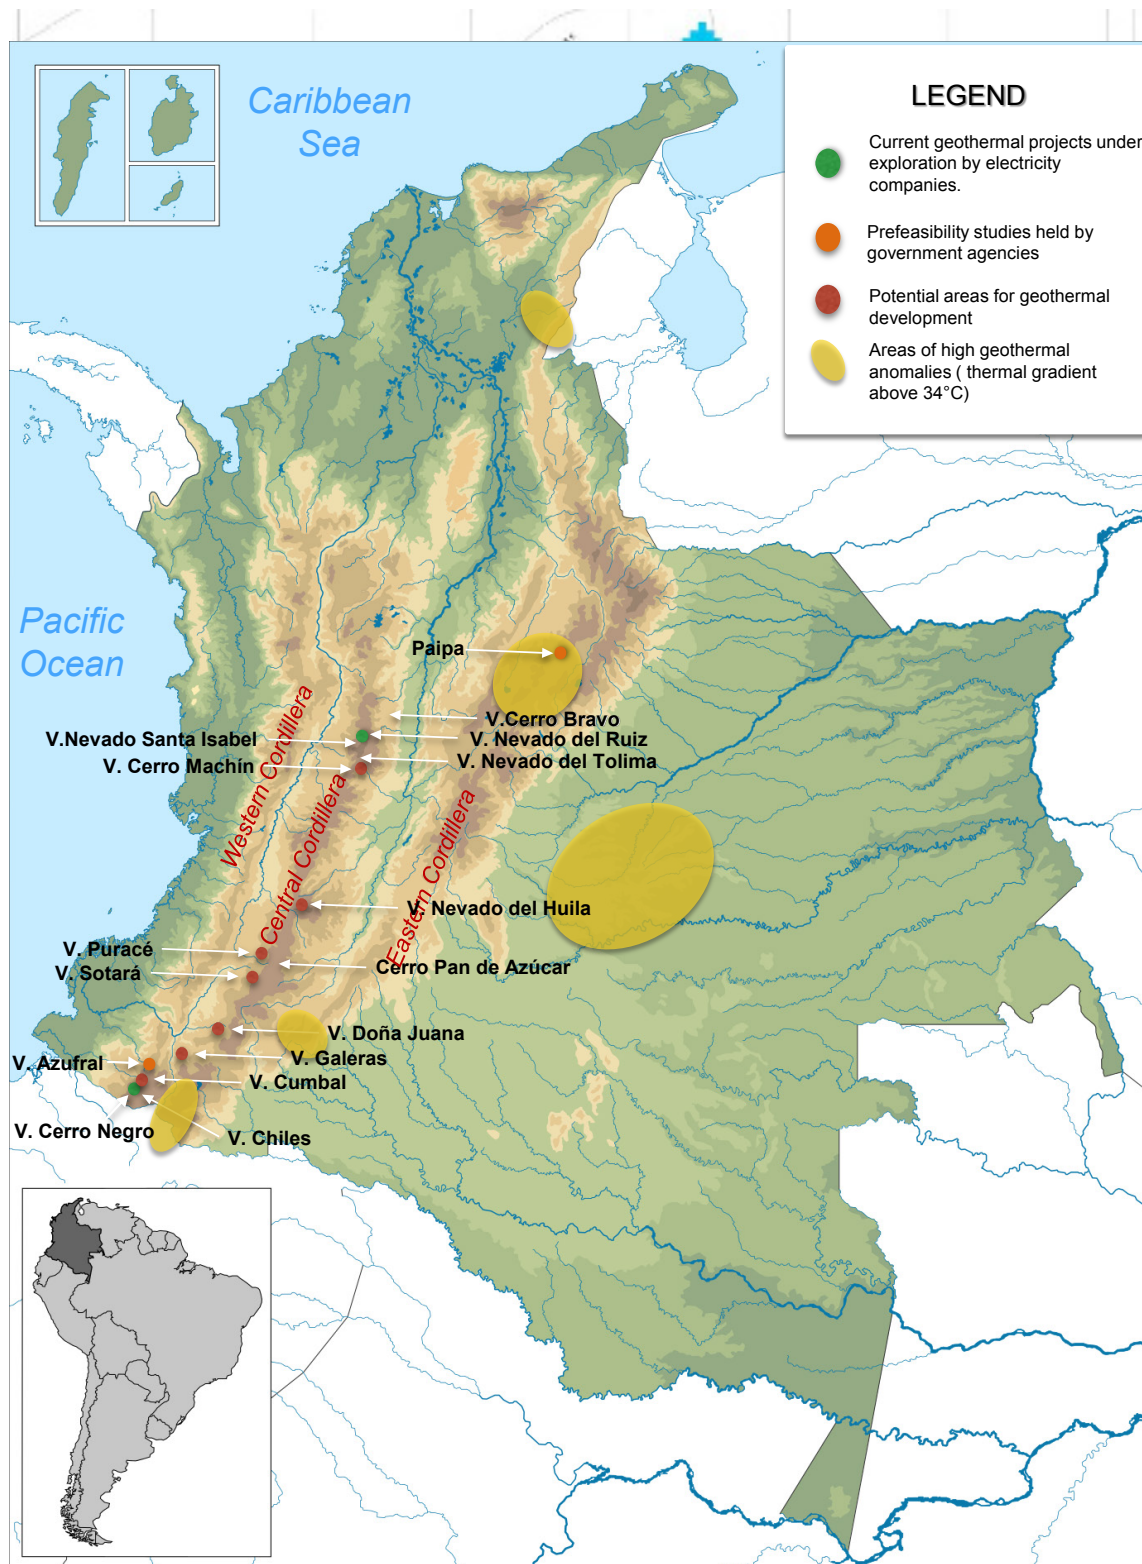 Caribbean
Sea
LEGEND
Current geothermal projects under
exploration by electricity
companies.
Prefeasibility studies held by
government agencies
Potential areas for geothermal
development
Areas of high geothermal
anomalies ( thermal gradient
above 34°C)
Pacific
Ocean
Paipa
V.Cerro Bravo
V.Nevado Santa Isabel
V. Nevado del Ruiz
V. Nevado del Tolima
V. Cerro Machín
Western Cordillera
Central Cordillera
Eastern Cordillera
V. Nevado del Huila
V. Puracé
Cerro Pan de Azúcar
V. Sotará
V. Doña Juana
V. Galeras
V. Azufral
V. Cumbal
V. Cerro Negro
V. Chiles